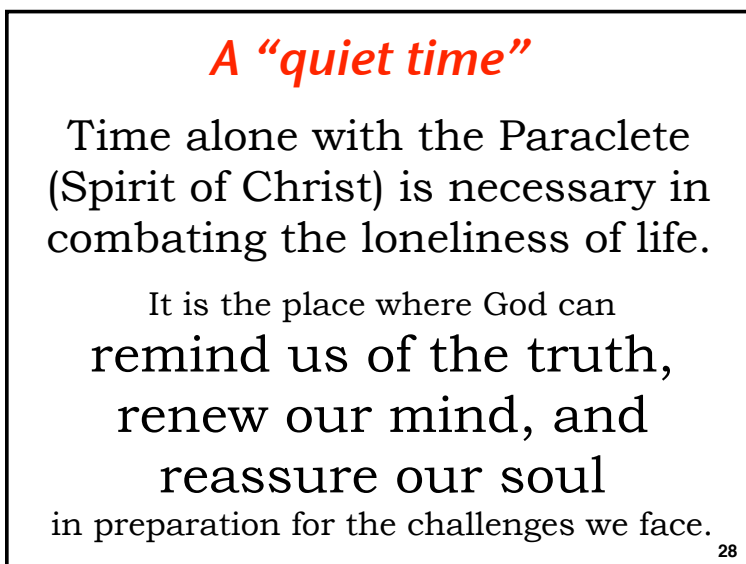 A “quiet time”
Time alone with the Paraclete
(Spirit of Christ) is necessary in
combating the loneliness of life.
It is the place where God can
remind us of the truth,
renew our mind, and
reassure our soul
in preparation for the challenges we face.
28